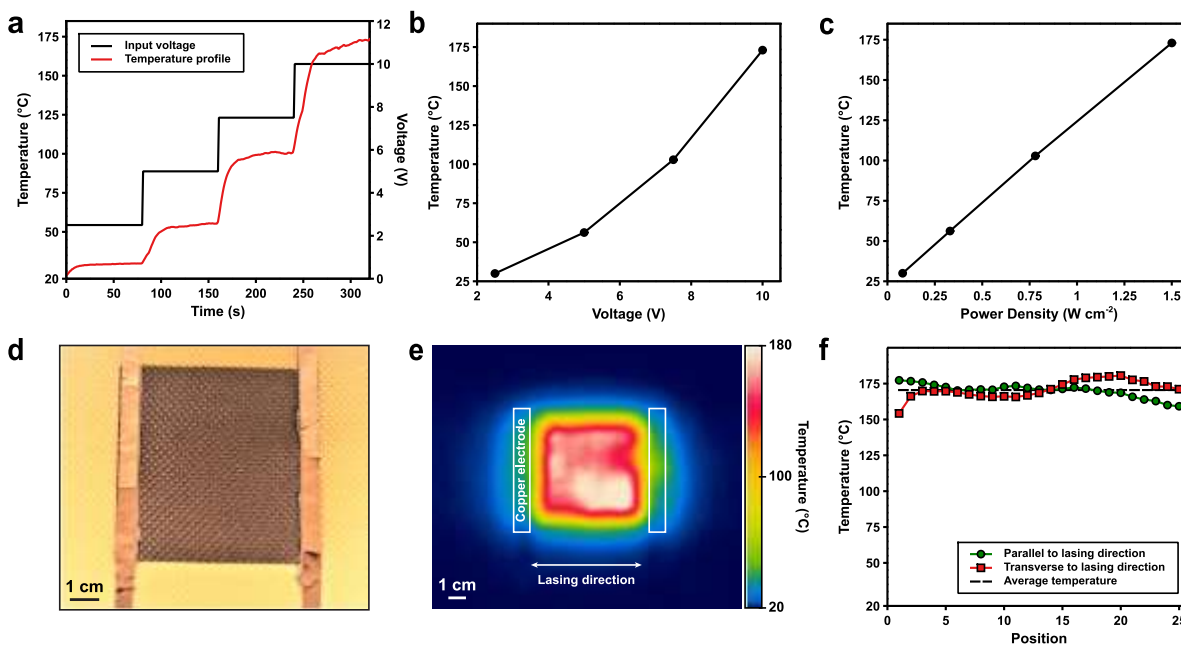 a
175
150
125
100
75
50
20
Temperature (°C)
Input voltage
Temperature profile
12
10
8
6
4
2
0
Voltage (V)
0
50
100
150
200
250
300
Time (s)
b
175
150
125
100
75
50
25
Temperature (°C)
2
4
6
8
10
Voltage (V)
c
175
150
125
100
75
50
25
Temperature (°C)
0
0.25
0.5
0.75
1
1.25
1.5
Power Density (W cm⁻²)
d
1 cm
e
Copper electrode
Lasing direction
1 cm
180
100
20
Temperature (°C)
f
175
150
125
100
75
50
20
Temperature (°C)
Parallel to lasing direction
Transverse to lasing direction
Average temperature
0
5
10
15
20
25
Position